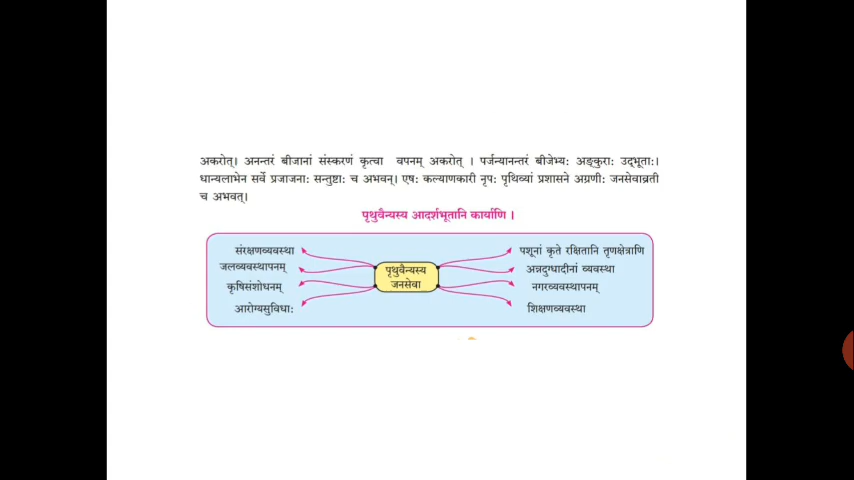 अकरोत्। अनन्तरं बीजानां संस्करणं कृत्वा वपनम् अकरोत् । पर्जन्यानन्तरं बीजेभ्यः अङ्कुराः उद्भूताः।
धान्यलाभेन सर्वे प्रजाजनाः सन्तुष्टाः च अभवन्। एषः कल्याणकारी नृपः पृथिव्यां प्रशासने अग्रणीः जनसेवाव्रती
च अभवत्।
पृथुवैन्यस्य आदर्शभूतानि कार्याणि ।
संरक्षणव्यवस्था
जलव्यवस्थापनम्
कृषिसंशोधनम्
आरोग्यसुविधाः
पृथुवैन्यस्य
जनसेवा
पशूनां कृते रक्षितानि तृणक्षेत्राणि
अन्नदुग्धादीनां व्यवस्था
नगरव्यवस्थापनम्
शिक्षणव्यवस्था